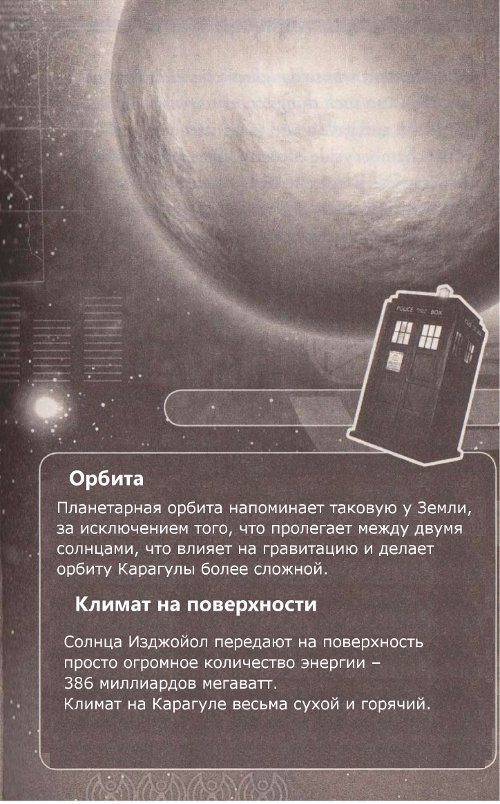 POLICE BOX
Орбита
Планетарная орбита напоминает таковую у Земли,
за исключением того, что пролегает между двумя
солнцами, что влияет на гравитацию и делает
орбиту Карагулы более сложной.
Климат на поверхности
Солнца Изджойол передают на поверхность
просто огромное количество энергии –
386 миллиардов мегаватт.
Климат на Карагуле весьма сухой и горячий.